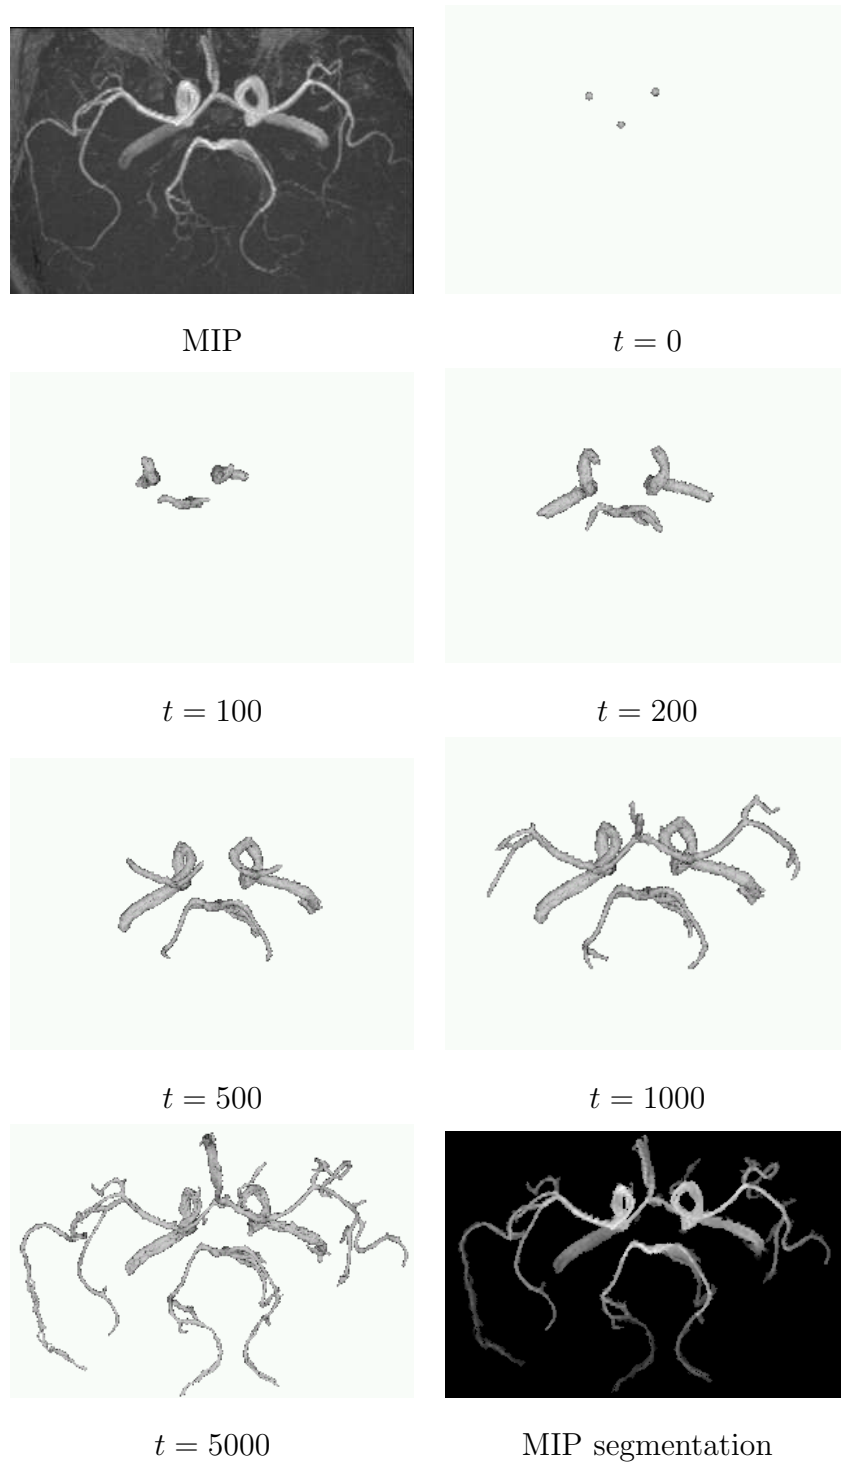 MIP
t = 0
t = 100
t = 200
t = 500
t = 1000
t = 5000
MIP segmentation